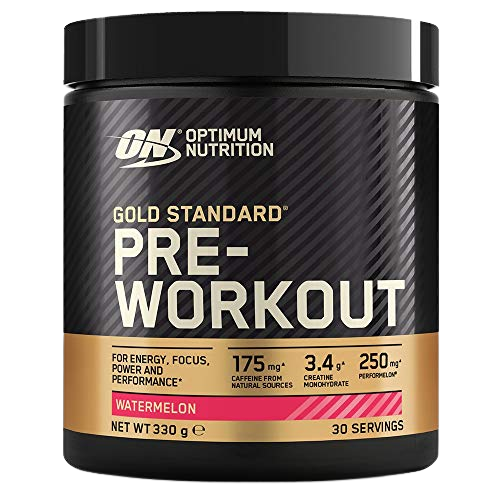 ON® OPTIMUM
NUTRITION
GOLD STANDARD®
PRE-
WORKOUT
FOR ENERGY, FOCUS,
POWER AND
PERFORMANCE*
175 mg^
CAFFEINE FROM
NATURAL SOURCES
3.4 g^
CREATINE
MONOHYDRATE
250 mg^
PERFORMELON®
WATERMELON
NET WT 330 g ℮
30 SERVINGS